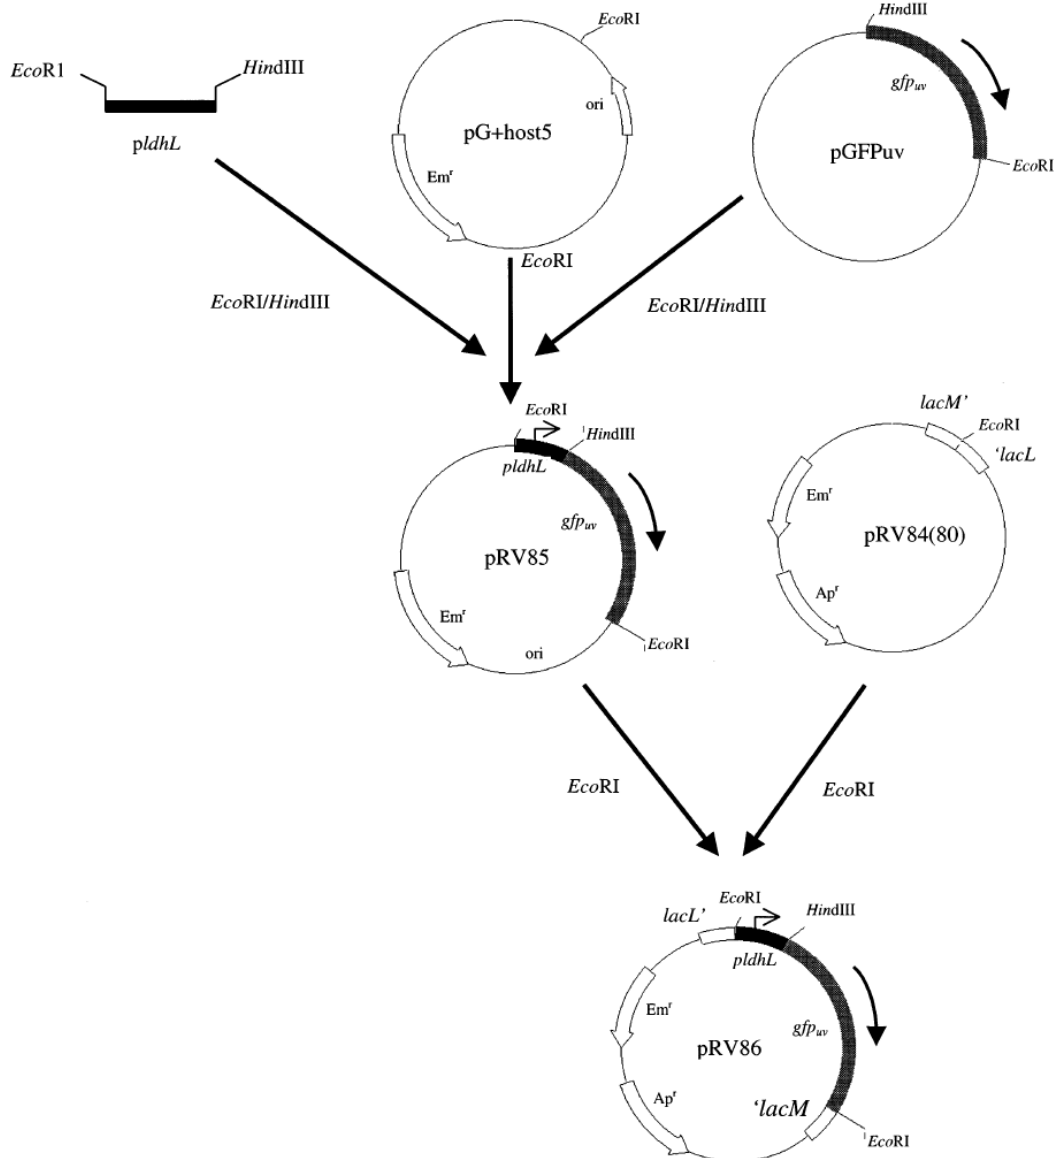 EcoRI
HindIII
EcoR1
HindIII
pldhL
ori
pG+host5
Emʳ
gfpuv
pGFPuv
EcoRI
EcoRI
EcoRI/HindIII
EcoRI/HindIII
EcoRI
HindIII
pldhL
gfpuv
pRV85
Emʳ
ori
EcoRI
lacM’
EcoRI
‘lacL
Emʳ
pRV84(80)
Apʳ
EcoRI
EcoRI
lacL’
EcoRI
HindIII
pldhL
Emʳ
gfpuv
pRV86
Apʳ
‘lacM
EcoRI